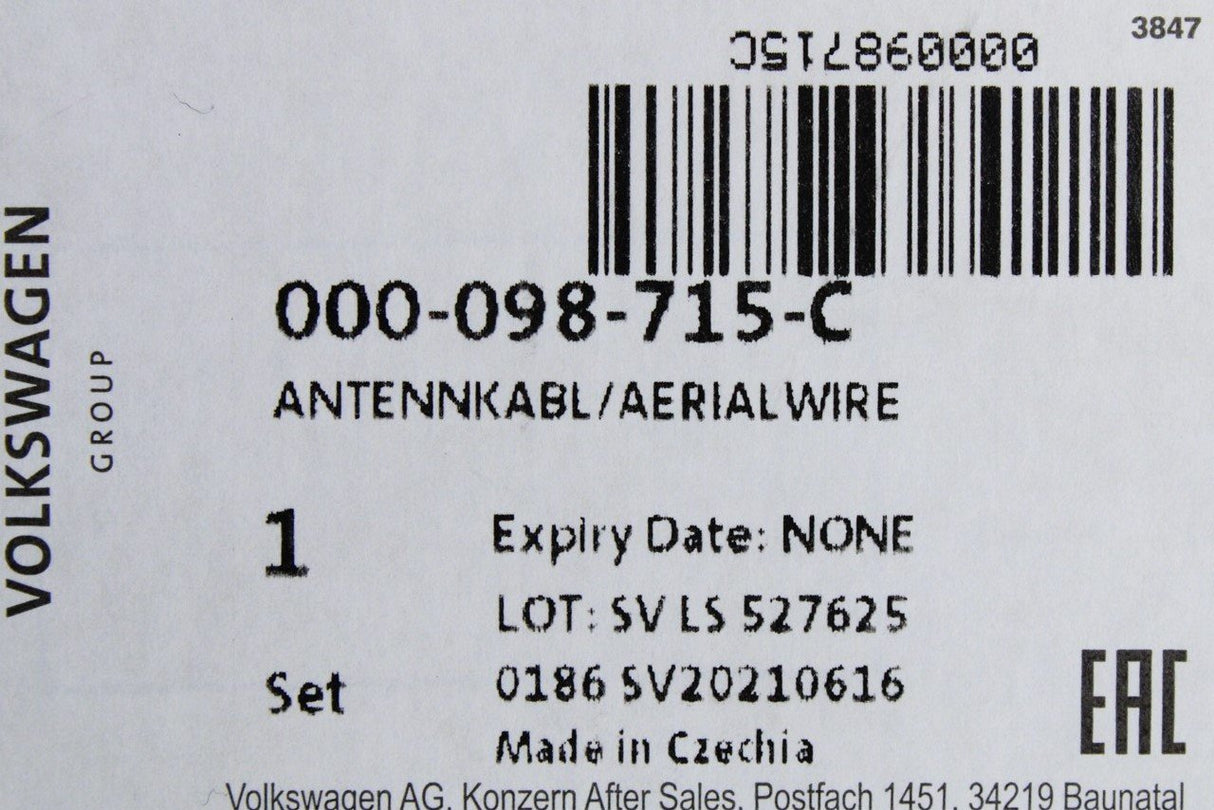 3847
000098715C
000-098-715-C
ANTENNKABL/AERIALWIRE
VOLKSWAGEN
GROUP
1
Expiry Date: NONE
LOT: SV LS 527625
Set
0186 SV20210616
Made in Czechia
EAC
Volkswagen AG, Konzern After Sales, Postfach 1451, 34219 Baunatal